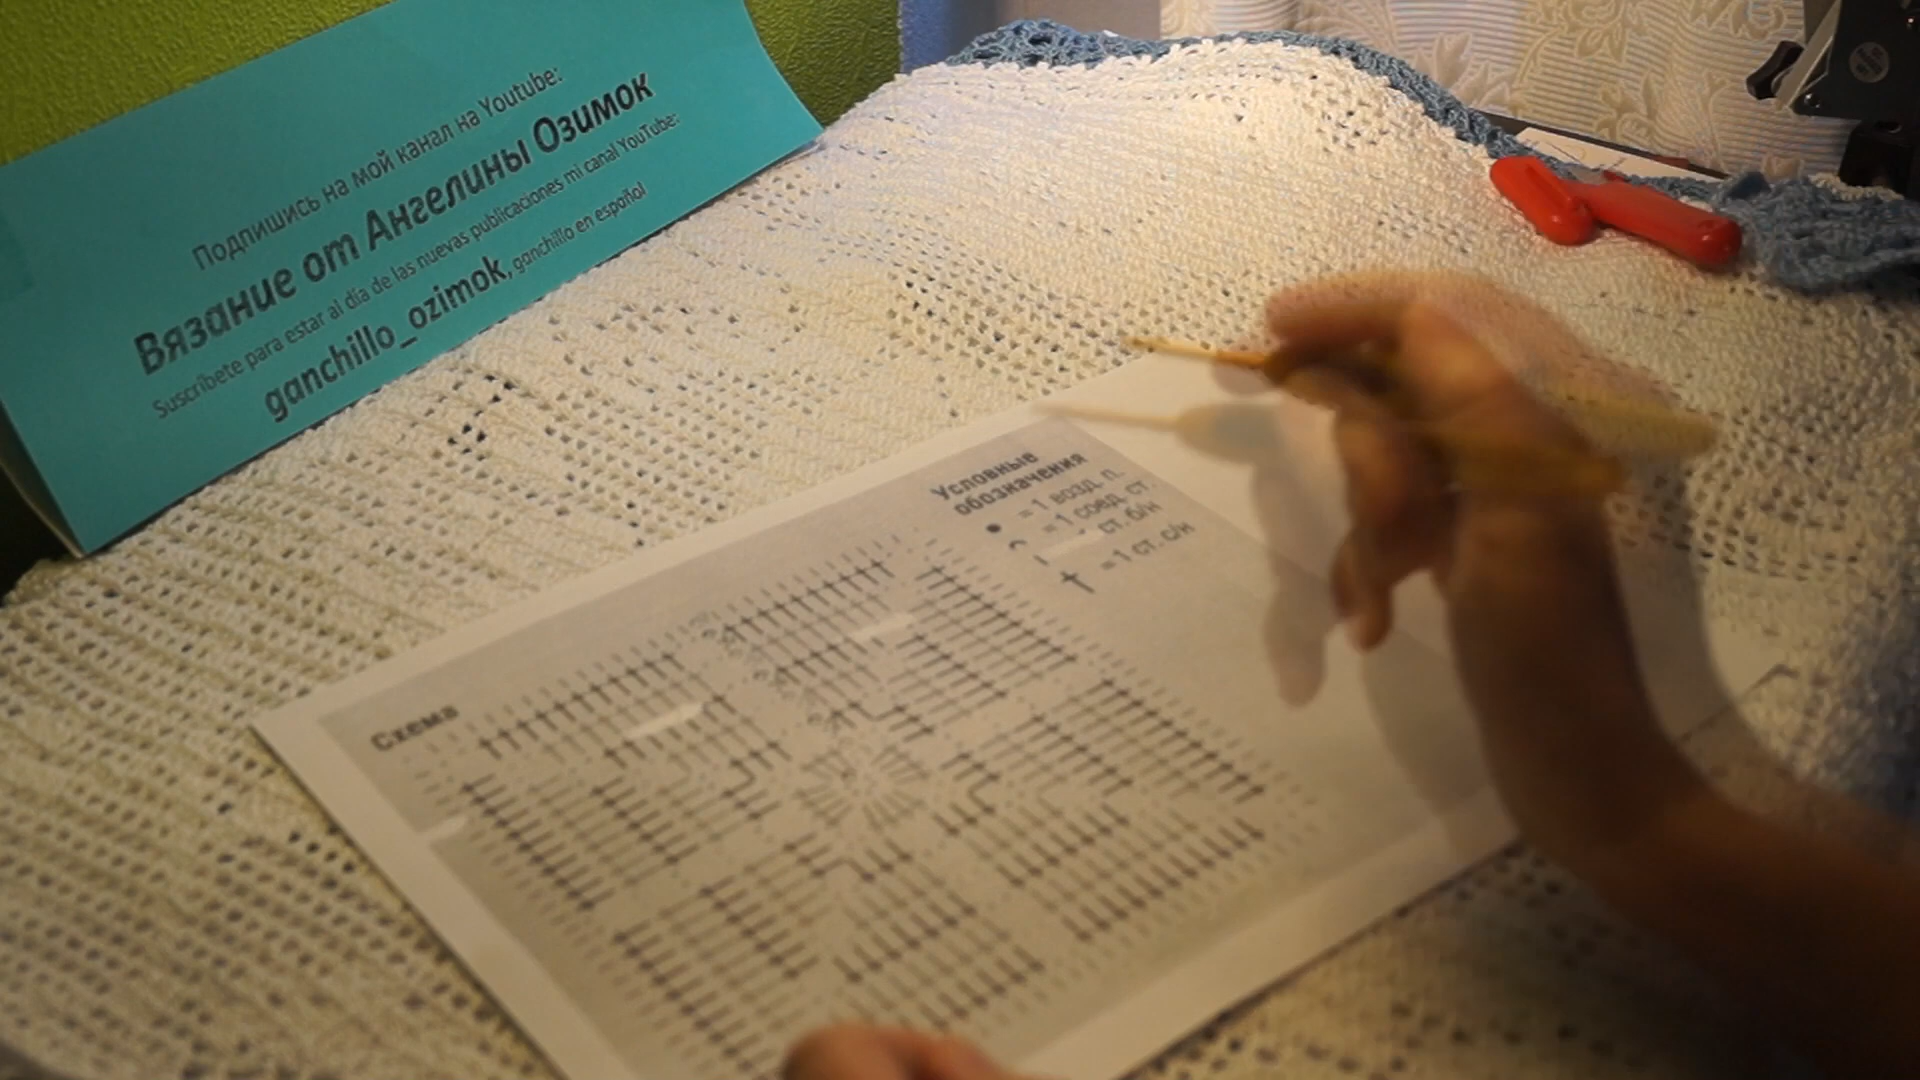 Подпишись на мой канал на Youtube:
Вязание от Ангелины Озимок
Suscríbete para estar al día de las nuevas publicaciones mi canal YouTube:
ganchillo_ozimok, ganchillo en español
Условные
обозначения
= 1 возд. п.
= 1 соед. ст.
ст. б/н
= 1 ст. с/н
Схема